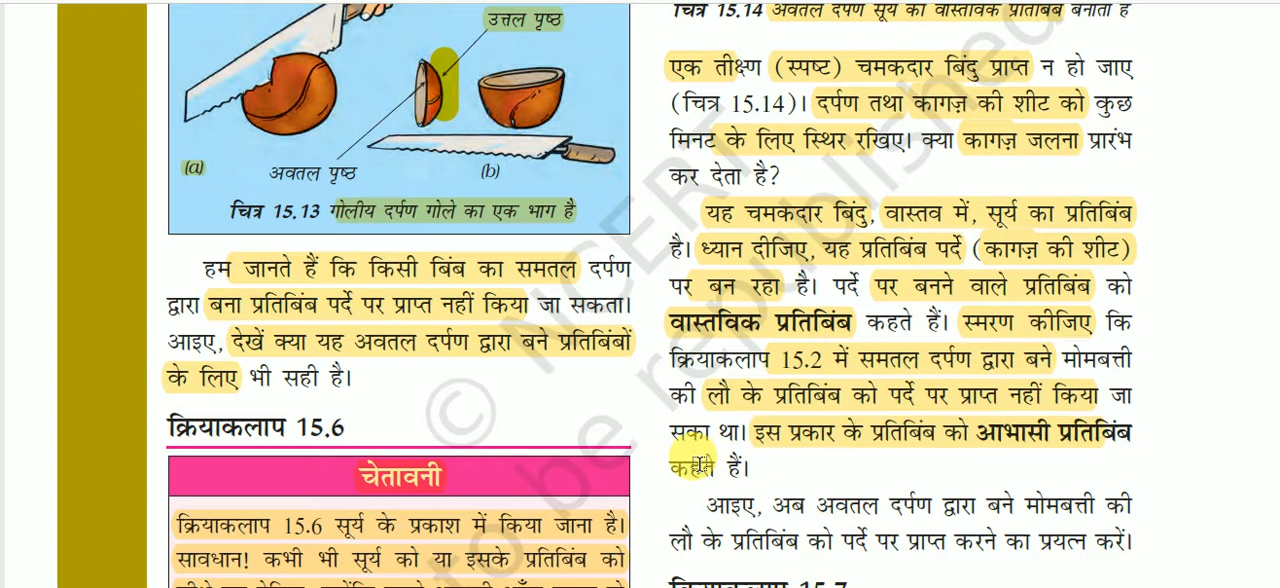 उत्तल पृष्ठ
(a)
अवतल पृष्ठ
(b)
चित्र 15.13 गोलीय दर्पण गोले का एक भाग है
हम जानते हैं कि किसी बिंब का समतल दर्पण
द्वारा बना प्रतिबिंब पर्दे पर प्राप्त नहीं किया जा सकता।
आइए, देखें क्या यह अवतल दर्पण द्वारा बने प्रतिबिंबों
के लिए भी सही है।
क्रियाकलाप 15.6
चेतावनी
क्रियाकलाप 15.6 सूर्य के प्रकाश में किया जाना है।
सावधान! कभी भी सूर्य को या इसके प्रतिबिंब को
चित्र 15.14 अवतल दर्पण सूर्य का वास्तविक प्रतिबिंब बनाता है
एक तीक्ष्ण (स्पष्ट) चमकदार बिंदु प्राप्त न हो जाए
(चित्र 15.14)। दर्पण तथा कागज़ की शीट को कुछ
मिनट के लिए स्थिर रखिए। क्या कागज़ जलना प्रारंभ
कर देता है?
यह चमकदार बिंदु, वास्तव में, सूर्य का प्रतिबिंब
है। ध्यान दीजिए, यह प्रतिबिंब पर्दे (कागज़ की शीट)
पर बन रहा है। पर्दे पर बनने वाले प्रतिबिंब को
वास्तविक प्रतिबिंब कहते हैं। स्मरण कीजिए कि
क्रियाकलाप 15.2 में समतल दर्पण द्वारा बने मोमबत्ती
की लौ के प्रतिबिंब को पर्दे पर प्राप्त नहीं किया जा
सका था। इस प्रकार के प्रतिबिंब को आभासी प्रतिबिंब
कहते हैं।
आइए, अब अवतल दर्पण द्वारा बने मोमबत्ती की
लौ के प्रतिबिंब को पर्दे पर प्राप्त करने का प्रयत्न करें।
© NCERT
to be republished